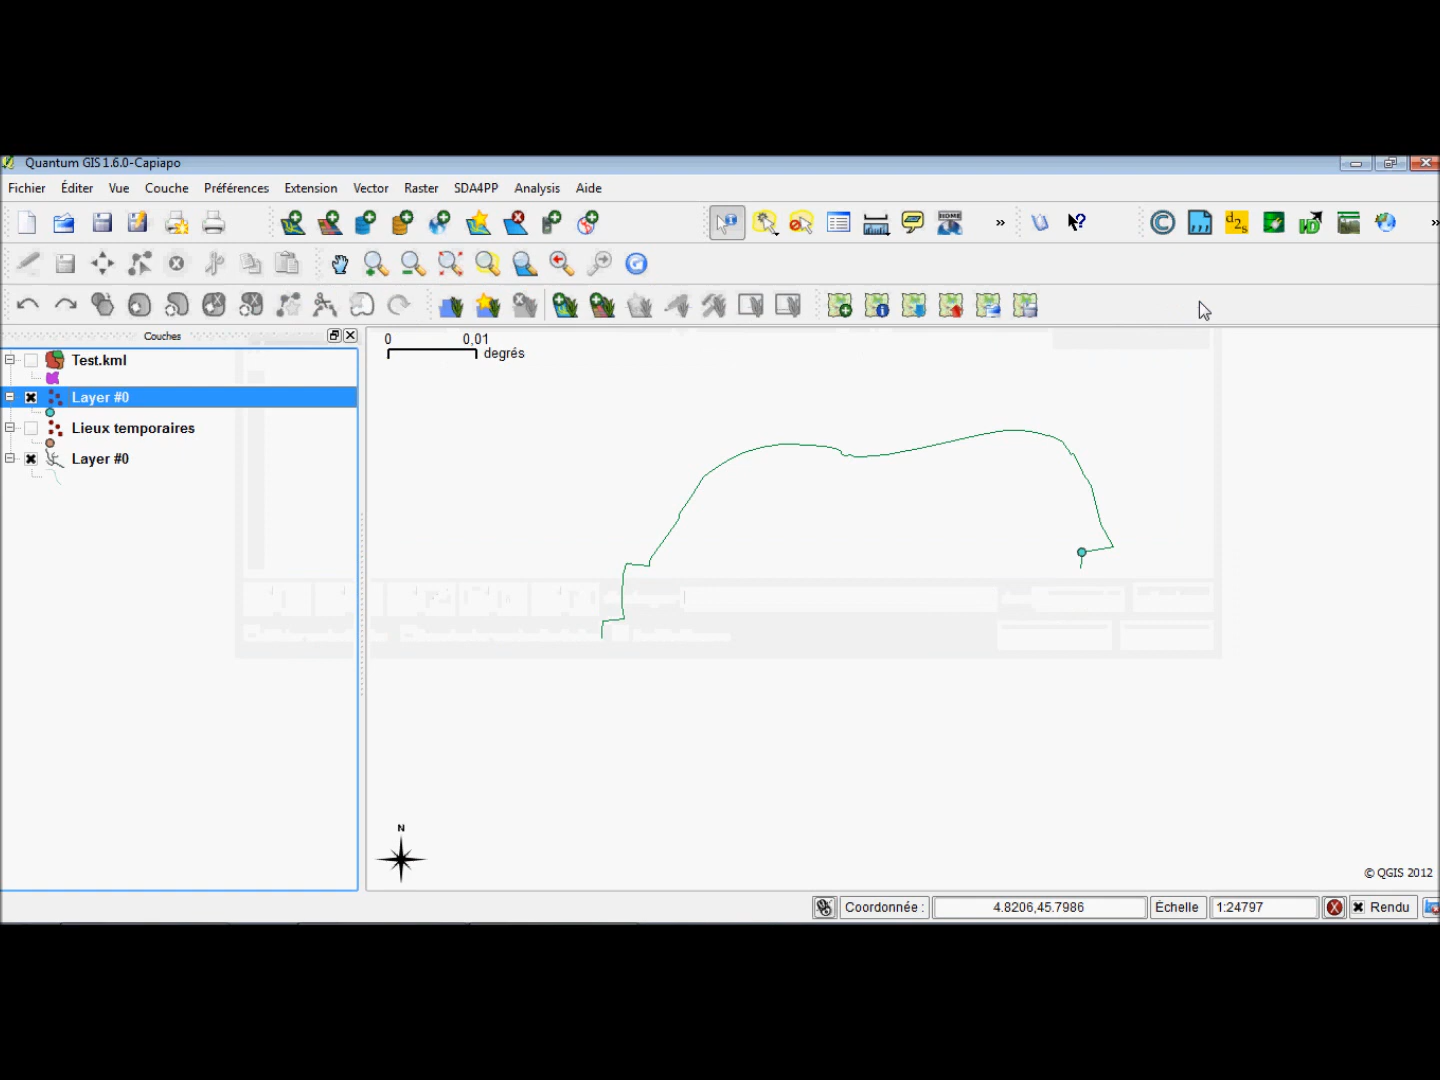 Quantum GIS 1.6.0-Capiapo
Fichier Éditer Vue Couche Préférences Extension Vector Raster SDA4PP Analysis Aide
HOME » »
Couches
Test.kml
Layer #0
Lieux temporaires
Layer #0
0 0,01
degrés
N
© QGIS 2012
Coordonnée : 4.8206,45.7986 Échelle 1:24797 Rendu